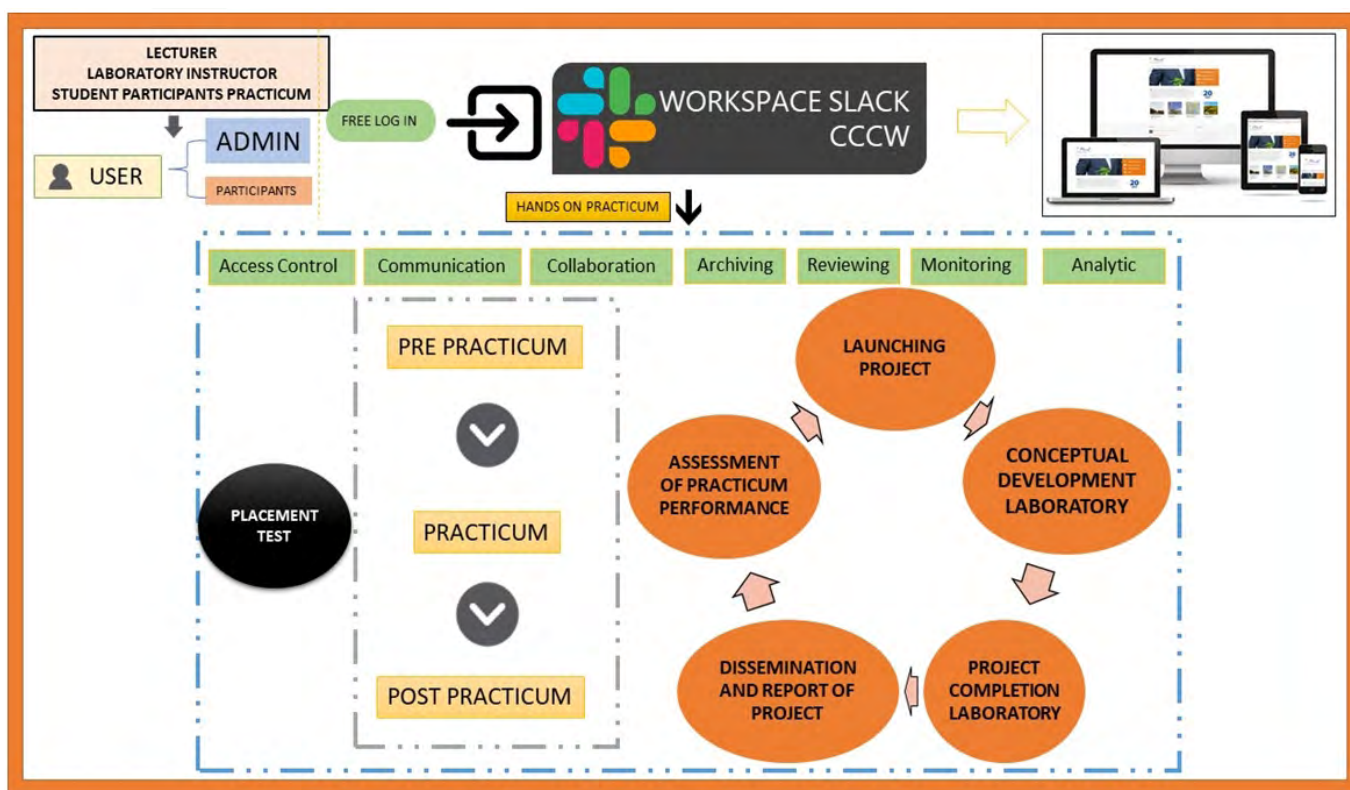 LECTURER
LABORATORY INSTRUCTOR
STUDENT PARTICIPANTS PRACTICUM
USER
ADMIN
PARTICIPANTS
FREE LOG IN
WORKSPACE SLACK
CCCW
HANDS ON PRACTICUM
Access Control
Communication
Collaboration
Archiving
Reviewing
Monitoring
Analytic
PLACEMENT
TEST
PRE PRACTICUM
PRACTICUM
POST PRACTICUM
LAUNCHING
PROJECT
CONCEPTUAL
DEVELOPMENT
LABORATORY
PROJECT
COMPLETION
LABORATORY
DISSEMINATION
AND REPORT OF
PROJECT
ASSESSMENT
OF PRACTICUM
PERFORMANCE
20
20